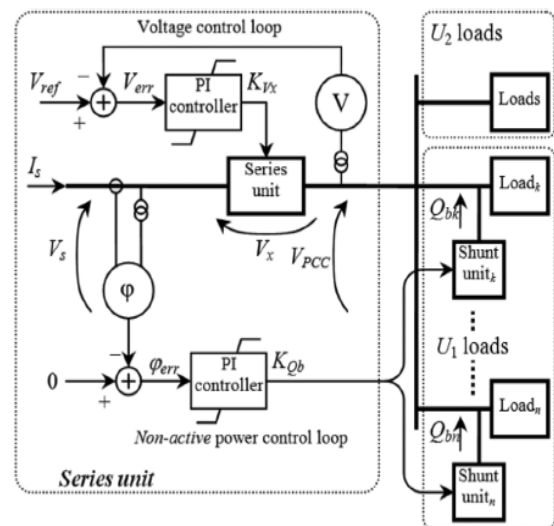 Voltage control loop
U2 loads
Vref
−
+
Verr
PI
controller
KVx
V
Loads
Is
Series
unit
Loadk
Qbk
Vs
Vx
VPCC
Shunt
unitk
φ
−
U1 loads
0
+
φerr
PI
controller
KQb
Loadn
Non-active power control loop
Qbn
Series unit
Shunt
unitn